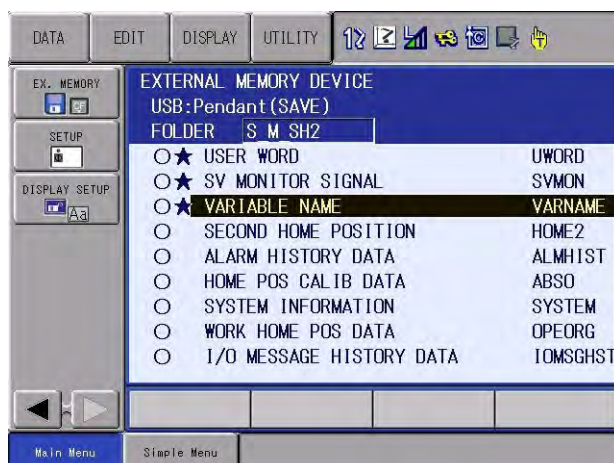 DATA EDIT DISPLAY UTILITY
EX. MEMORY
SETUP
DISPLAY SETUP
EXTERNAL MEMORY DEVICE
USB:Pendant(SAVE)
FOLDER S M SH2
○★ USER WORD UWORD
○★ SV MONITOR SIGNAL SVMON
○★ VARIABLE NAME VARNAME
○ SECOND HOME POSITION HOME2
○ ALARM HISTORY DATA ALMHIST
○ HOME POS CALIB DATA ABSO
○ SYSTEM INFORMATION SYSTEM
○ WORK HOME POS DATA OPEORG
○ I/O MESSAGE HISTORY DATA IOMSGHST
Main Menu Simple Menu